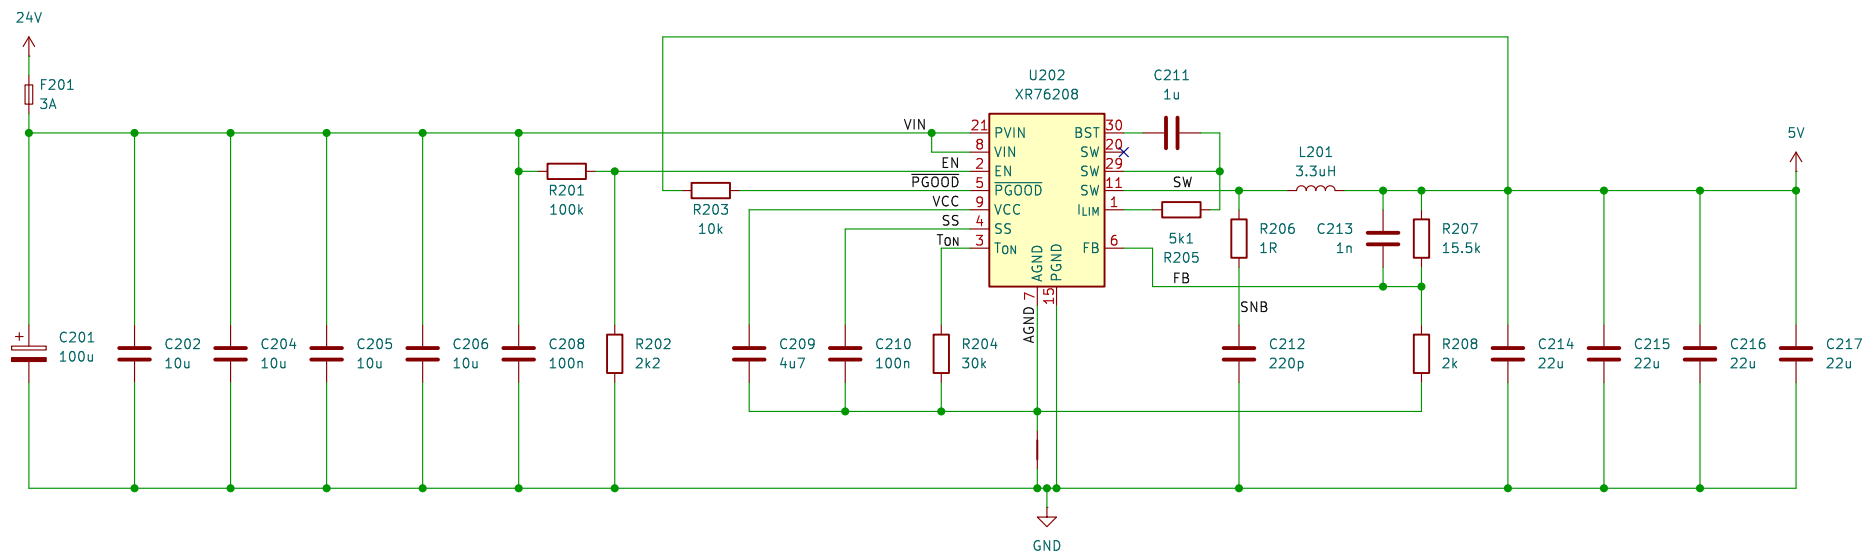 24V
F201
3A
C201
100u
C202
10u
C204
10u
C205
10u
C206
10u
C208
100n
R201
100k
R202
2k2
R203
10k
C209
4u7
C210
100n
R204
30k
VIN
EN
PGOOD
VCC
SS
TON
U202
XR76208
21
8
2
5
9
4
3
PVIN
VIN
EN
PGOOD
VCC
SS
TON
BST
SW
SW
SW
ILIM
FB
30
20
29
11
1
6
AGND
PGND
7
15
AGND
C211
1u
SW
5k1
R205
FB
L201
3.3uH
R206
1R
SNB
C212
220p
C213
1n
R207
15.5k
R208
2k
C214
22u
C215
22u
C216
22u
C217
22u
5V
GND
+